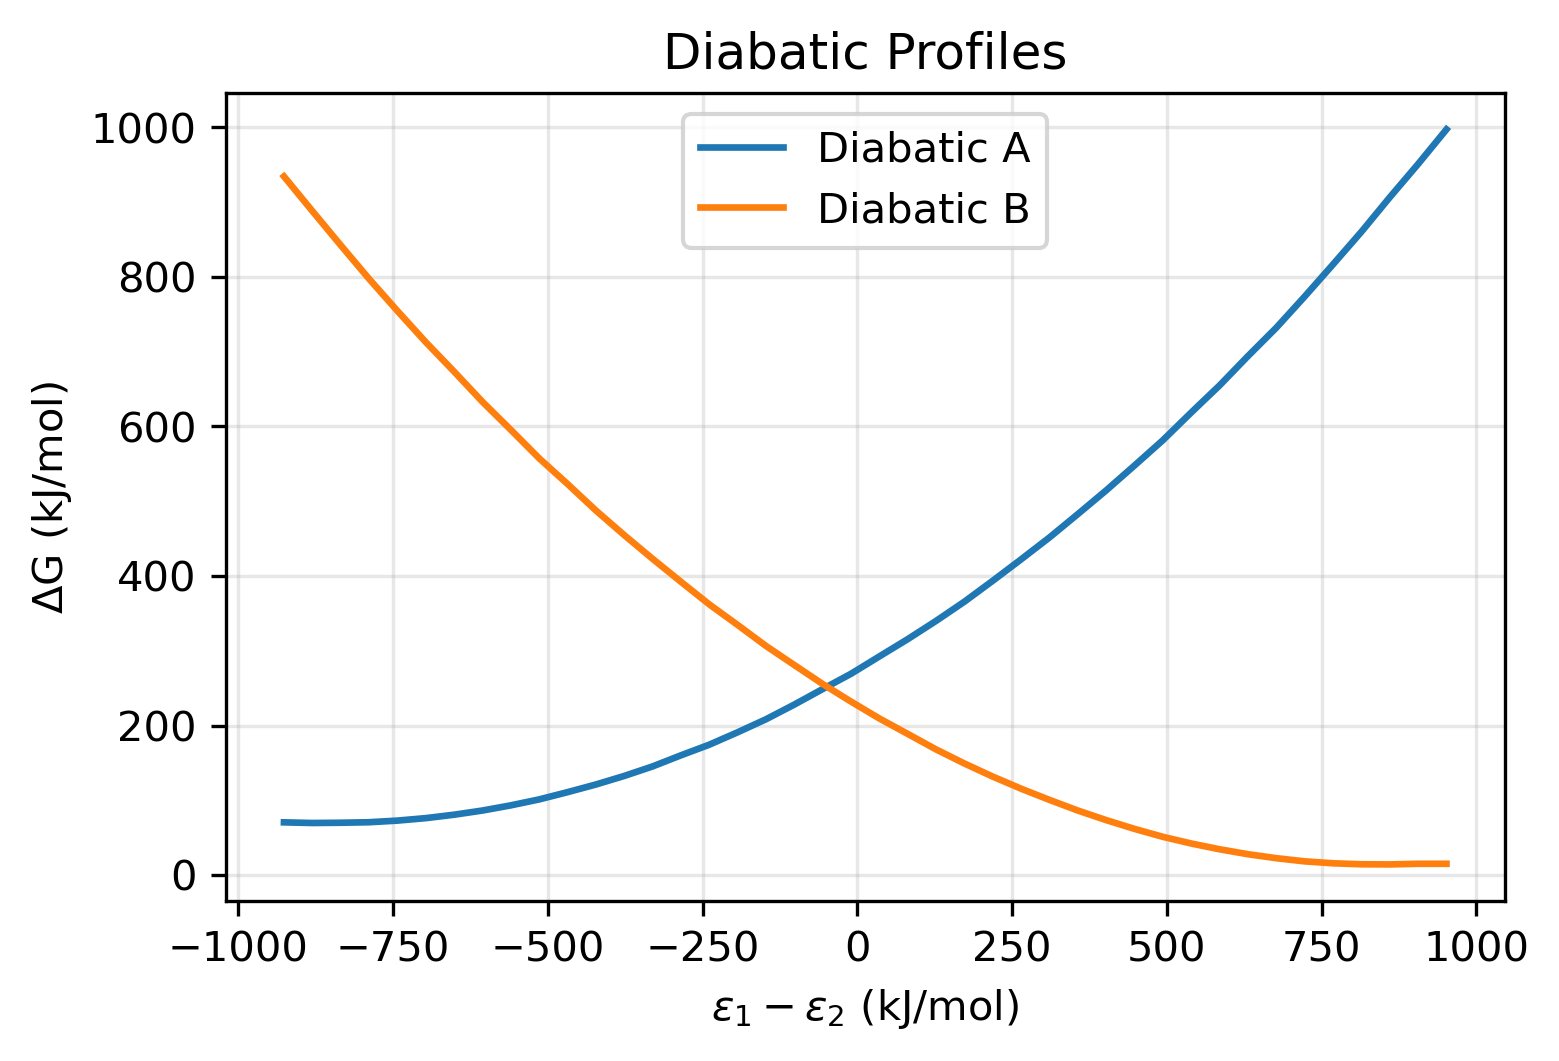 Diabatic Profiles
Diabatic A
Diabatic B
1000
800
600
400
200
0
ΔG (kJ/mol)
−1000 −750 −500 −250 0 250 500 750 1000
ε₁ − ε₂ (kJ/mol)